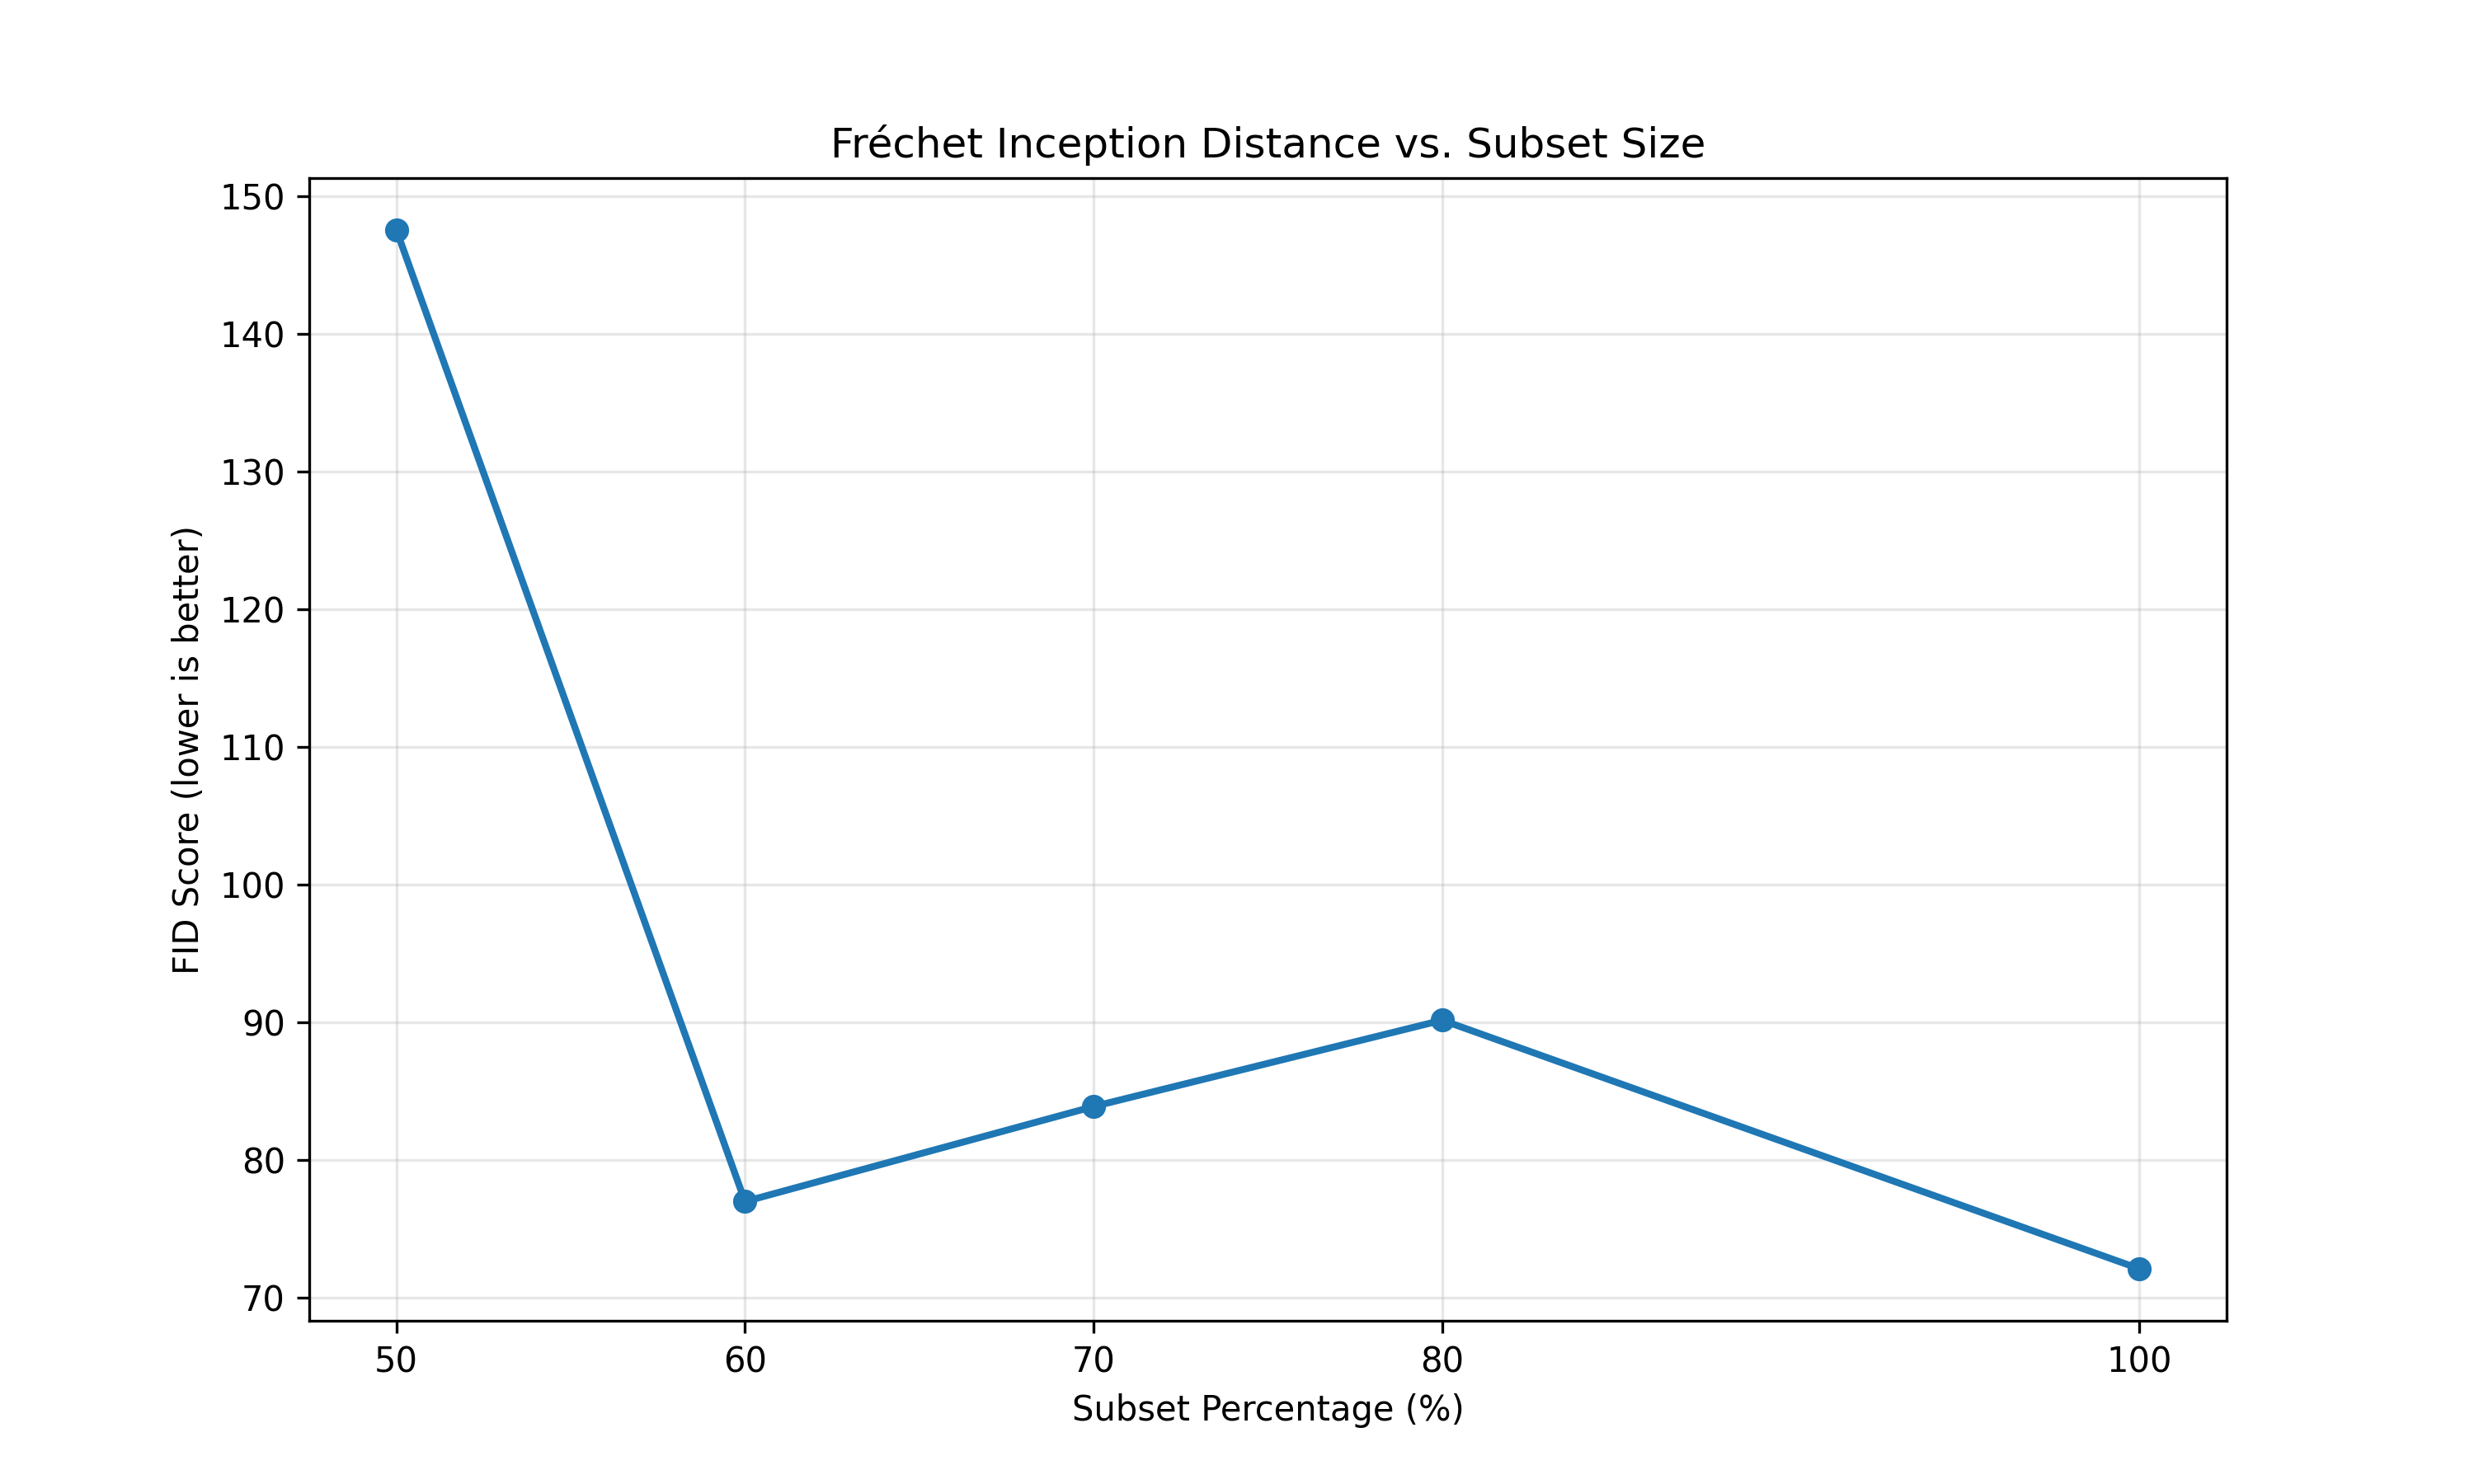 Fréchet Inception Distance vs. Subset Size
150
140
130
120
110
100
90
80
70
FID Score (lower is better)
50 60 70 80 100
Subset Percentage (%)